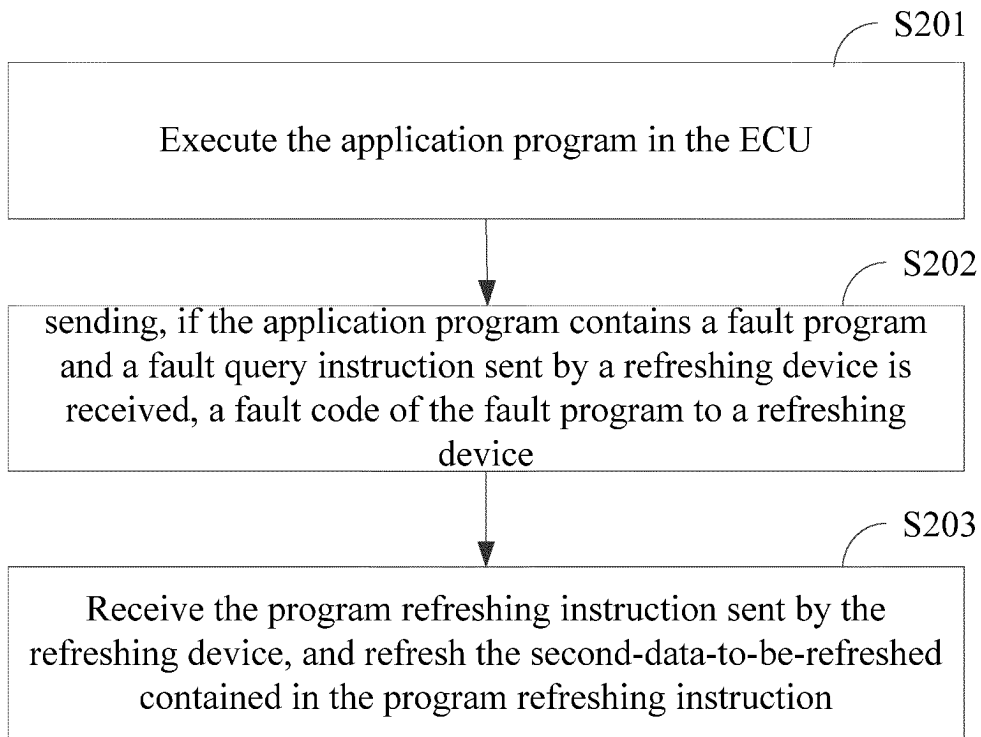 S201
Execute the application program in the ECU
S202
sending, if the application program contains a fault program
and a fault query instruction sent by a refreshing device is
received, a fault code of the fault program to a refreshing
device
S203
Receive the program refreshing instruction sent by the
refreshing device, and refresh the second-data-to-be-refreshed
contained in the program refreshing instruction